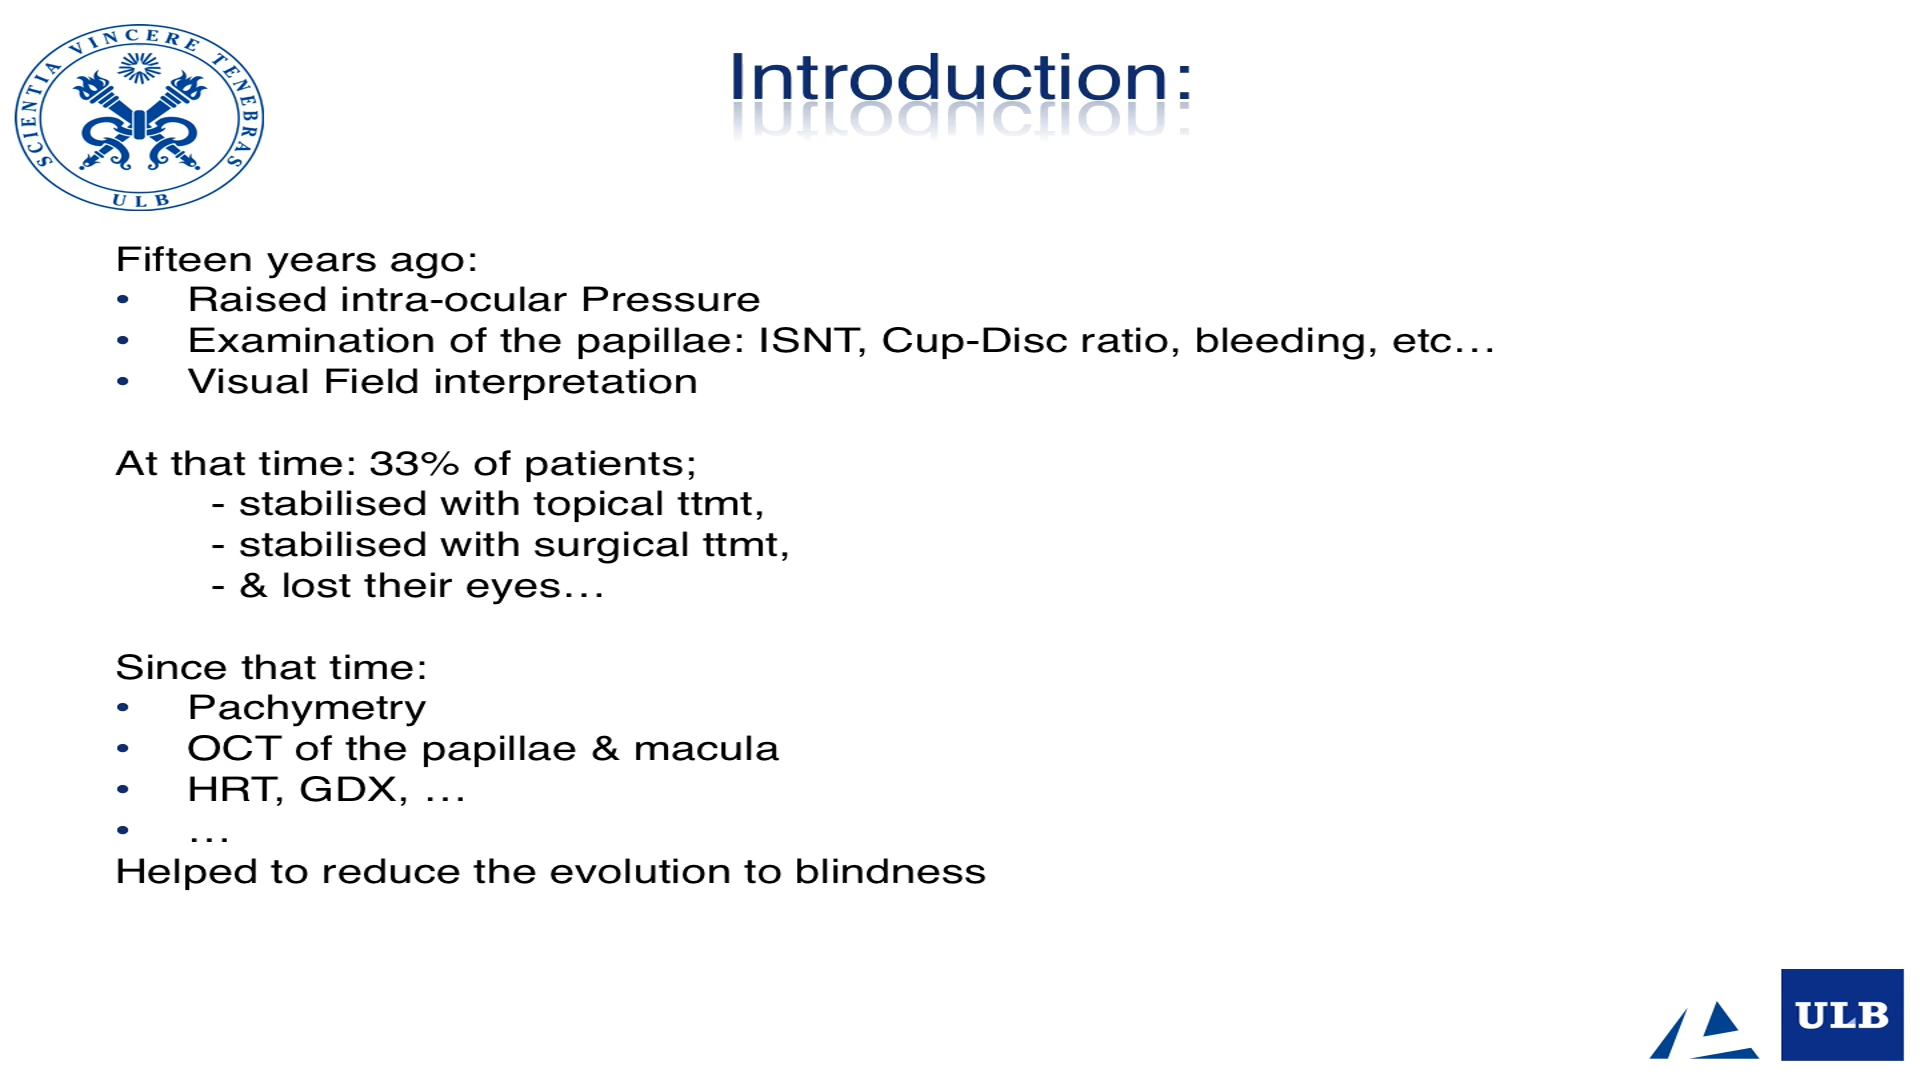 SCIENTIA VINCERE TENEBRAS
ULB
Introduction:
Fifteen years ago:
• Raised intra-ocular Pressure
• Examination of the papillae: ISNT, Cup-Disc ratio, bleeding, etc…
• Visual Field interpretation
At that time: 33% of patients;
- stabilised with topical ttmt,
- stabilised with surgical ttmt,
- & lost their eyes…
Since that time:
• Pachymetry
• OCT of the papillae & macula
• HRT, GDX, …
• …
Helped to reduce the evolution to blindness
ULB